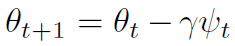 θ_{t+1} = θ_t − γψ_t